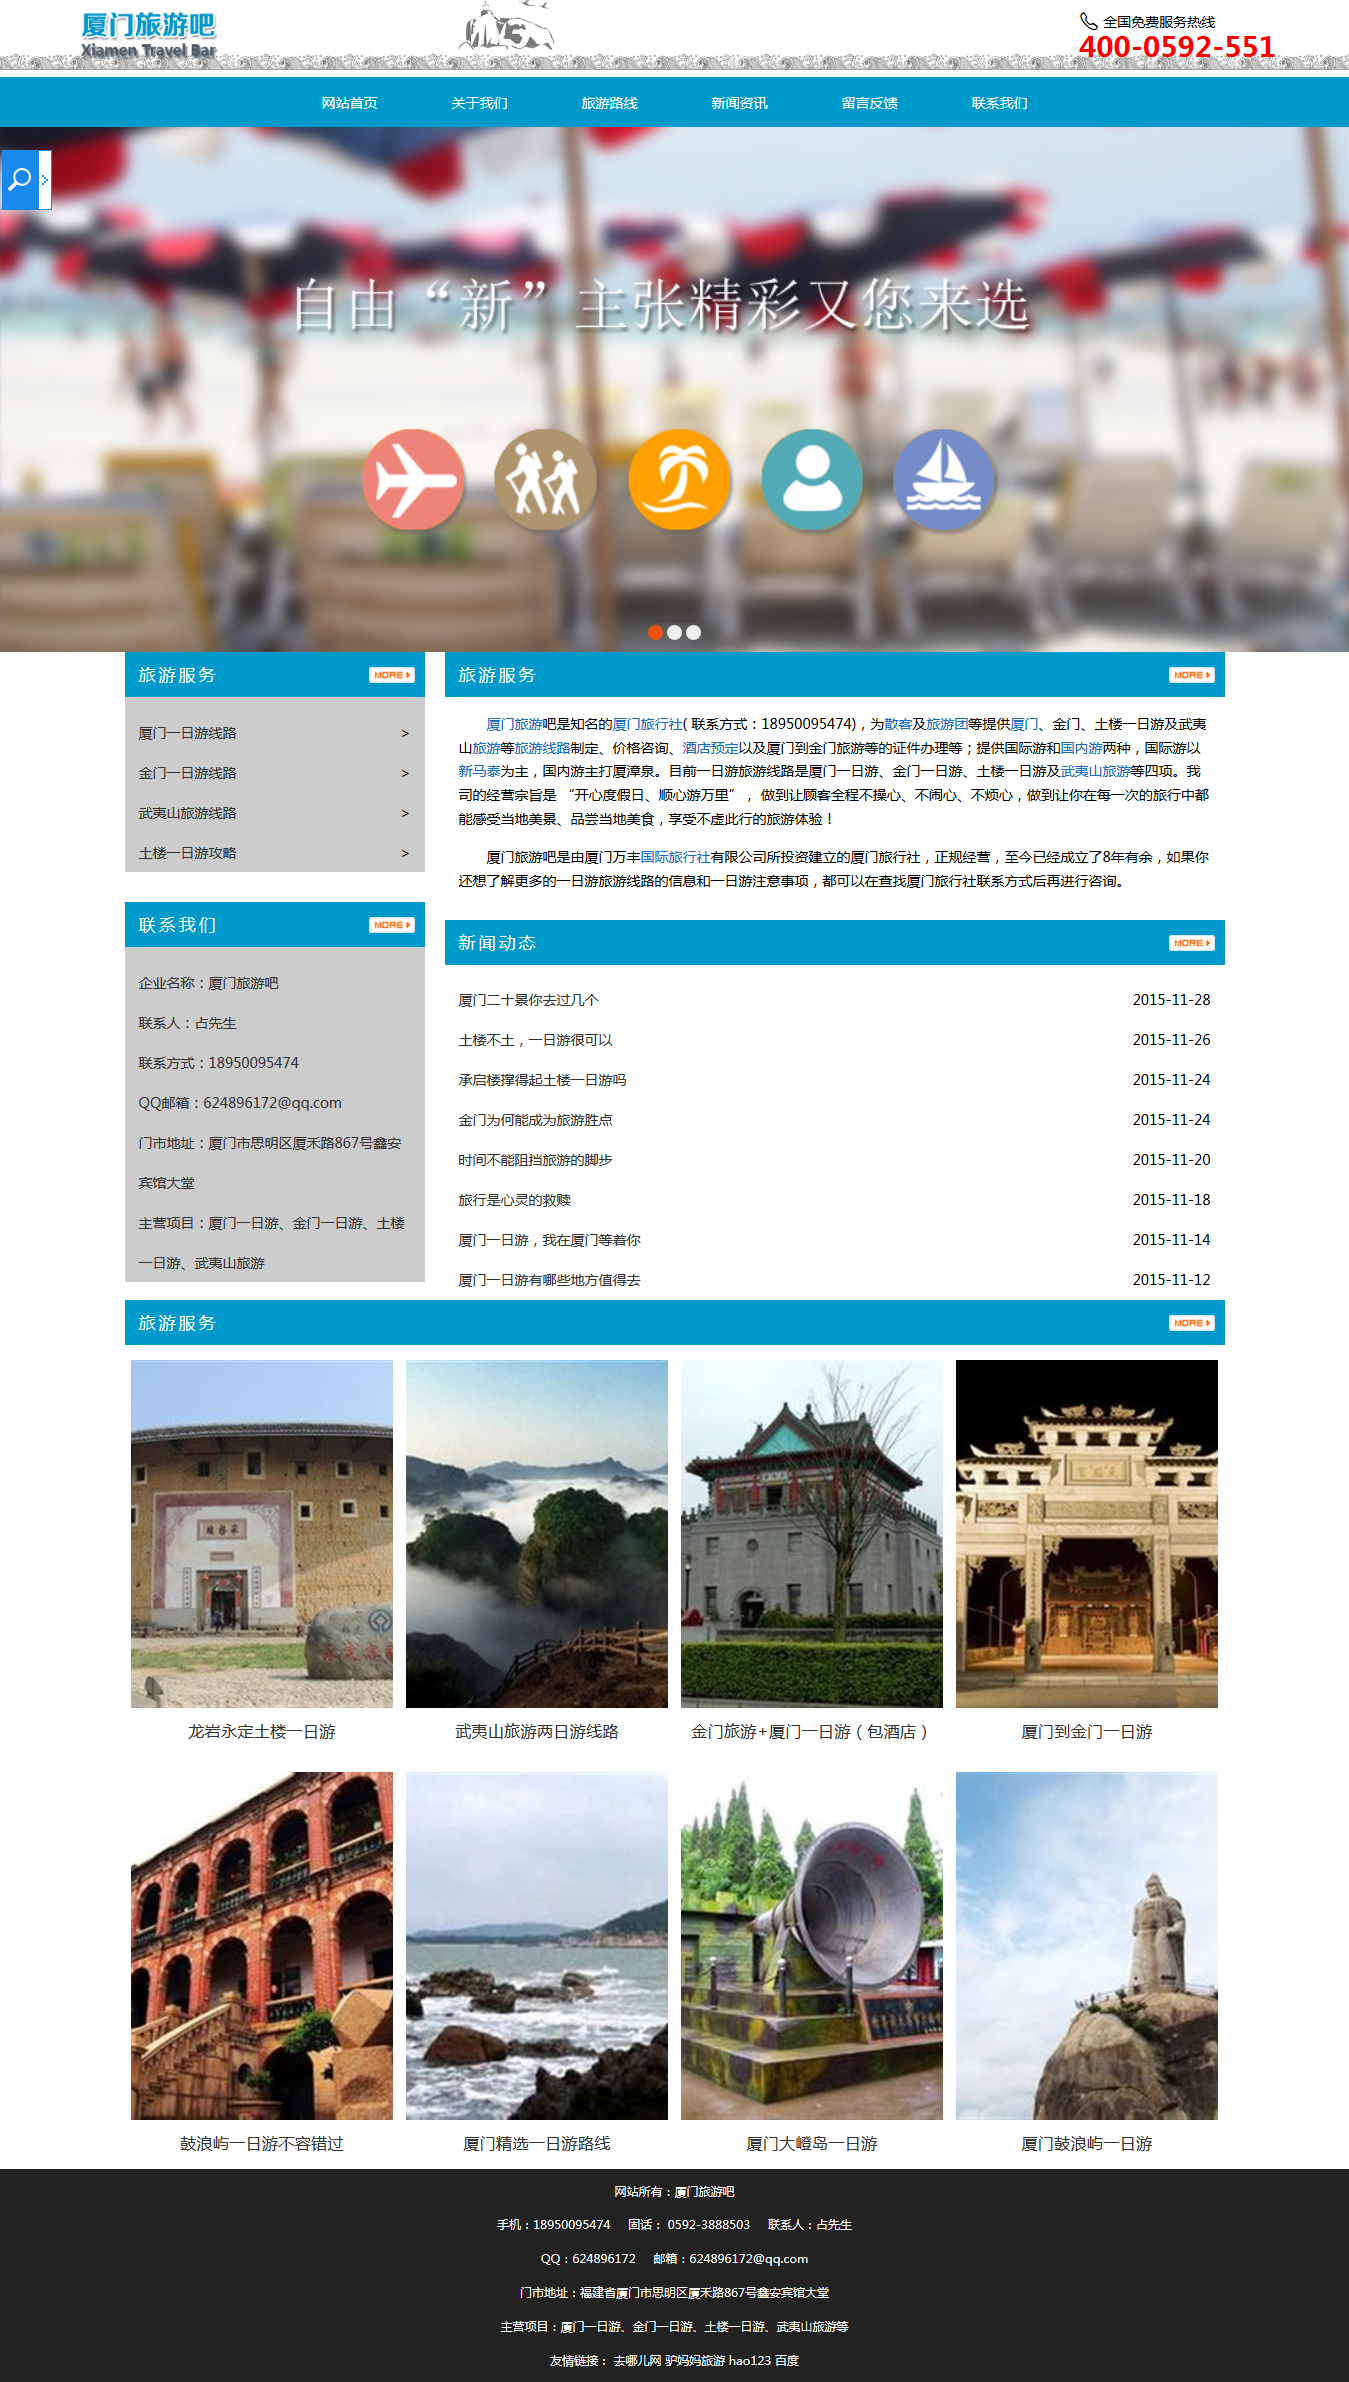 厦门旅游吧
Xiamen Travel Bar
全国免费服务热线
400-0592-551
网站首页 关于我们 旅游路线 新闻资讯 留言反馈 联系我们
自由“新”主张精彩又您来选
旅游服务 MORE
厦门一日游线路 >
金门一日游线路 >
武夷山旅游线路 >
土楼一日游攻略 >
联系我们 MORE
企业名称：厦门旅游吧
联系人：占先生
联系方式：18950095474
QQ邮箱：624896172@qq.com
门市地址：厦门市思明区厦禾路867号鑫安
宾馆大堂
主营项目：厦门一日游、金门一日游、土楼
一日游、武夷山旅游
旅游服务 MORE
厦门旅游吧是知名的厦门旅行社( 联系方式：18950095474)，为散客及旅游团等提供厦门、金门、土楼一日游及武夷
山旅游等旅游线路制定、价格咨询、酒店预定以及厦门到金门旅游等的证件办理等；提供国际游和国内游两种，国际游以
新马泰为主，国内游主打厦漳泉。目前一日游旅游线路是厦门一日游、金门一日游、土楼一日游及武夷山旅游等四项。我
司的经营宗旨是 “开心度假日、顺心游万里” ， 做到让顾客全程不操心、不闹心、不烦心，做到让你在每一次的旅行中都
能感受当地美景、品尝当地美食，享受不虚此行的旅游体验！
厦门旅游吧是由厦门万丰国际旅行社有限公司所投资建立的厦门旅行社，正规经营，至今已经成立了8年有余，如果你
还想了解更多的一日游旅游线路的信息和一日游注意事项，都可以在查找厦门旅行社联系方式后再进行咨询。
新闻动态 MORE
厦门二十景你去过几个 2015-11-28
土楼不土，一日游很可以 2015-11-26
承启楼撑得起土楼一日游吗 2015-11-24
金门为何能成为旅游胜点 2015-11-24
时间不能阻挡旅游的脚步 2015-11-20
旅行是心灵的救赎 2015-11-18
厦门一日游，我在厦门等着你 2015-11-14
厦门一日游有哪些地方值得去 2015-11-12
旅游服务 MORE
龙岩永定土楼一日游 武夷山旅游两日游线路 金门旅游+厦门一日游（包酒店） 厦门到金门一日游
鼓浪屿一日游不容错过 厦门精选一日游路线 厦门大嶝岛一日游 厦门鼓浪屿一日游
网站所有：厦门旅游吧
手机：18950095474 固话： 0592-3888503 联系人：占先生
QQ：624896172 邮箱：624896172@qq.com
门市地址：福建省厦门市思明区厦禾路867号鑫安宾馆大堂
主营项目：厦门一日游、金门一日游、土楼一日游、武夷山旅游等
友情链接： 去哪儿网 驴妈妈旅游 hao123 百度